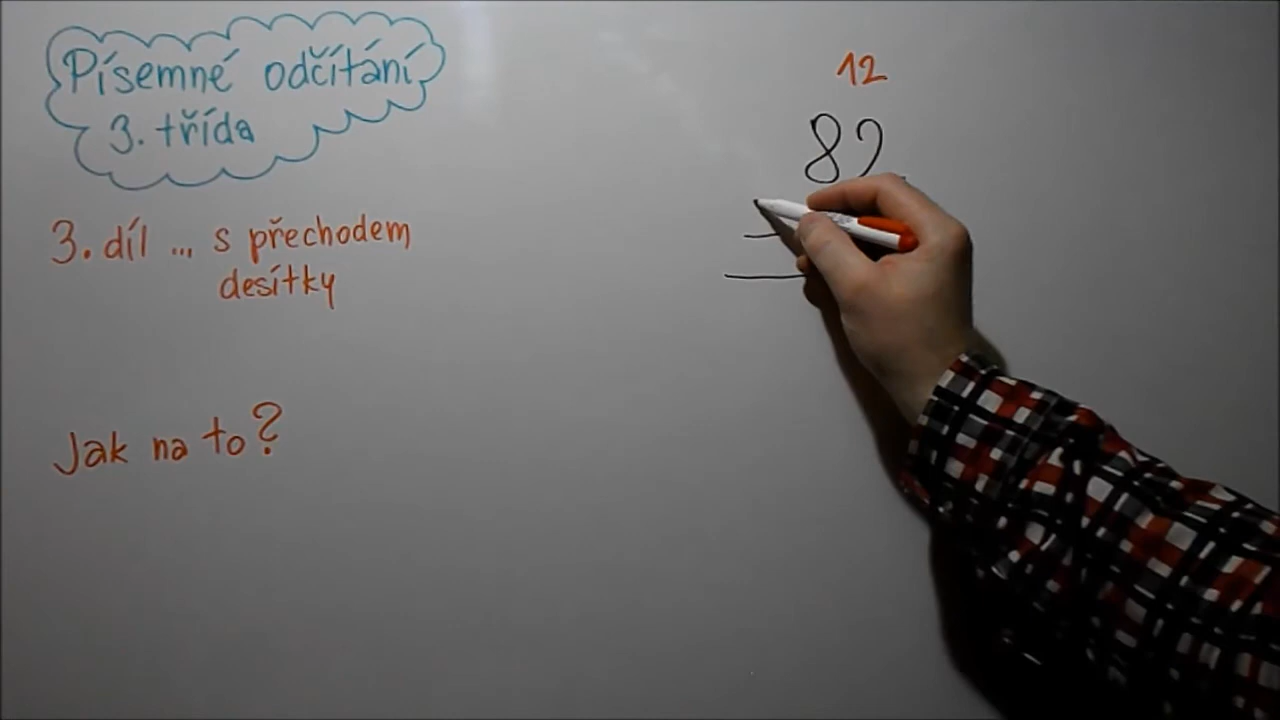 Písemné odčítání
3. třída
3. díl ... s přechodem
desítky
Jak na to?
12
82